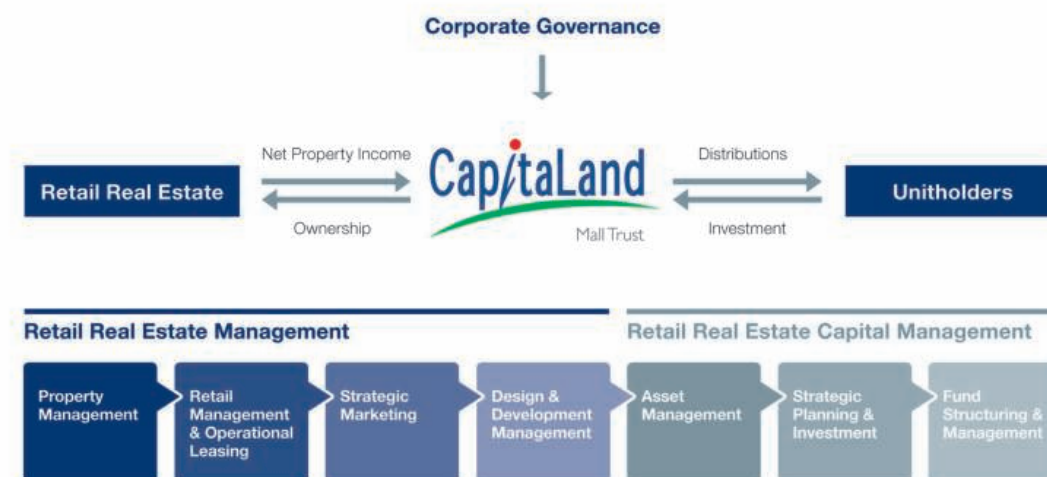 Corporate Governance
Net Property Income
Distributions
Retail Real Estate
CapitaLand
Unitholders
Ownership
Mall Trust
Investment
Retail Real Estate Management
Retail Real Estate Capital Management
Property
Management
Retail
Management
& Operational
Leasing
Strategic
Marketing
Design &
Development
Management
Asset
Management
Strategic
Planning &
Investment
Fund
Structuring &
Management